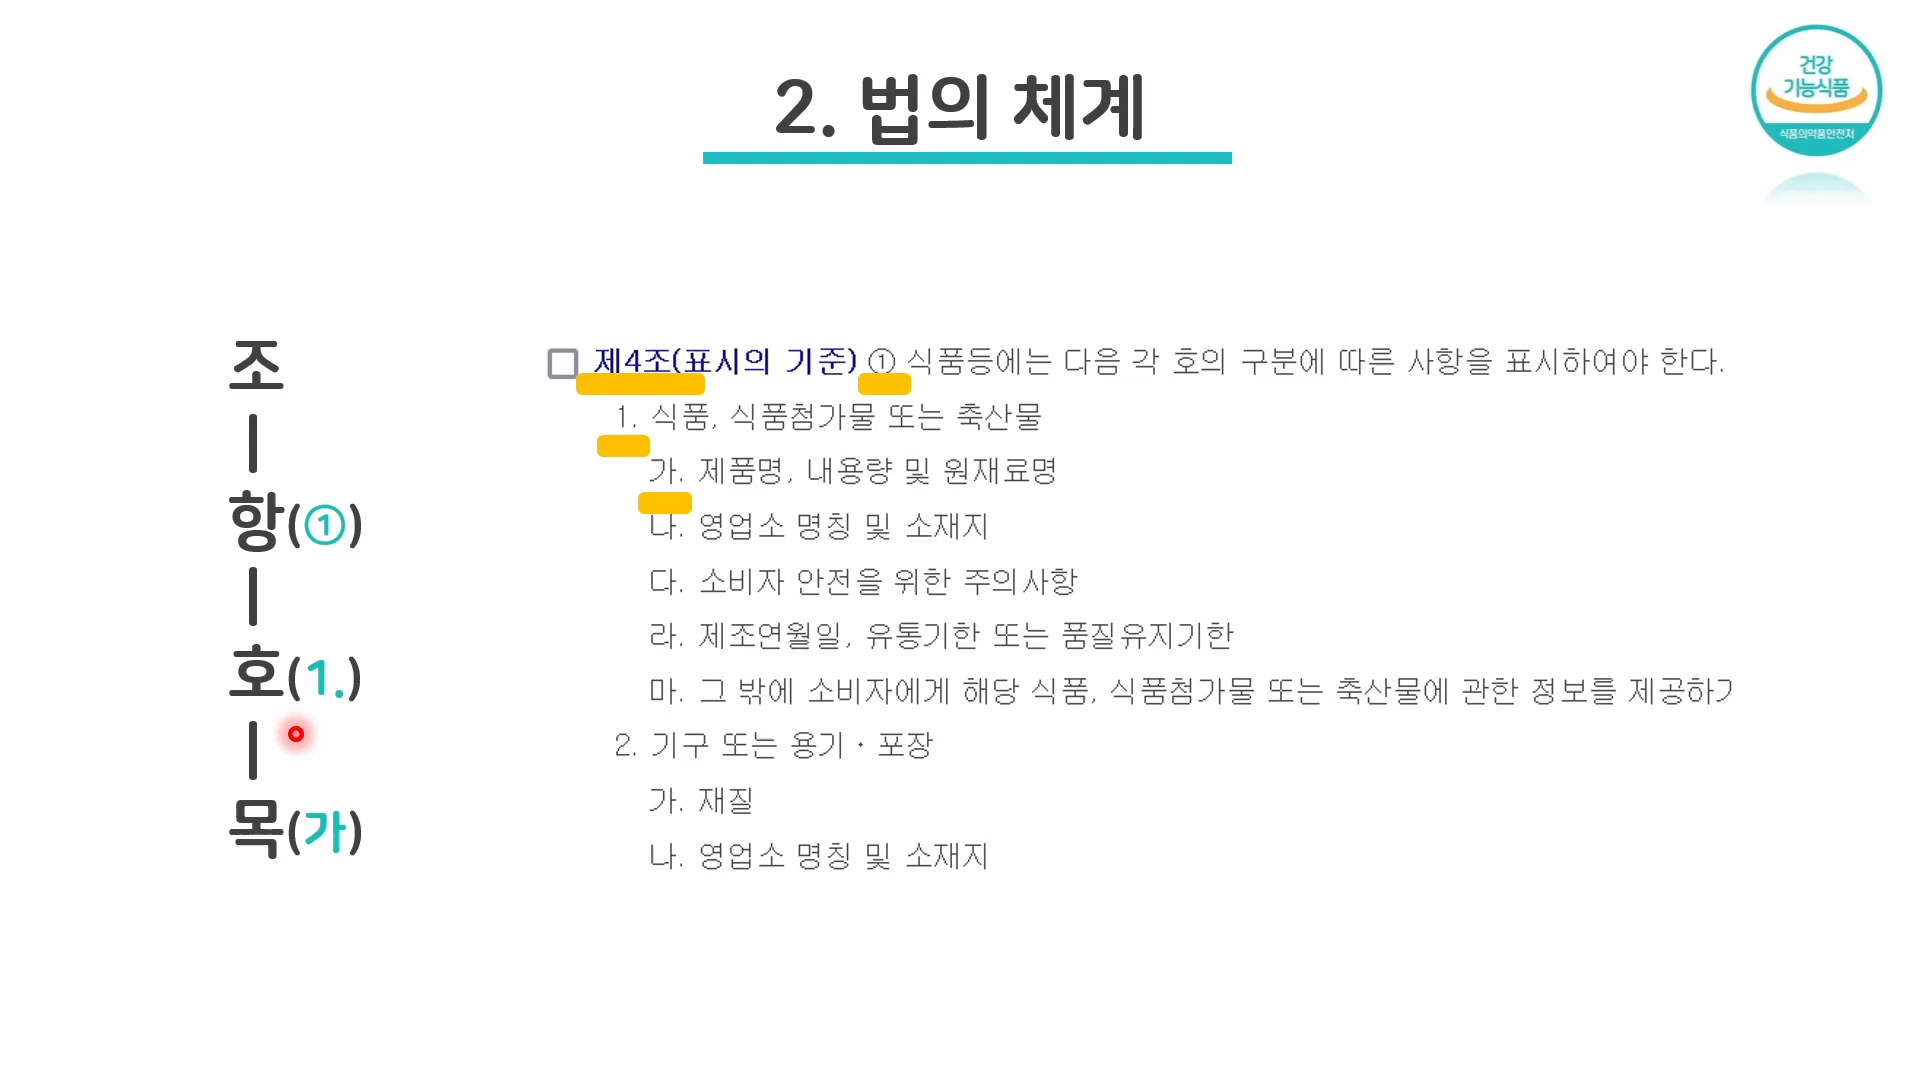 2. 법의 체계
건강
기능식품
식품의약품안전처
조
항(①)
호(1.)
목(가)
제4조(표시의 기준) ① 식품등에는 다음 각 호의 구분에 따른 사항을 표시하여야 한다.
1. 식품, 식품첨가물 또는 축산물
가. 제품명, 내용량 및 원재료명
나. 영업소 명칭 및 소재지
다. 소비자 안전을 위한 주의사항
라. 제조연월일, 유통기한 또는 품질유지기한
마. 그 밖에 소비자에게 해당 식품, 식품첨가물 또는 축산물에 관한 정보를 제공하기
2. 기구 또는 용기ㆍ포장
가. 재질
나. 영업소 명칭 및 소재지